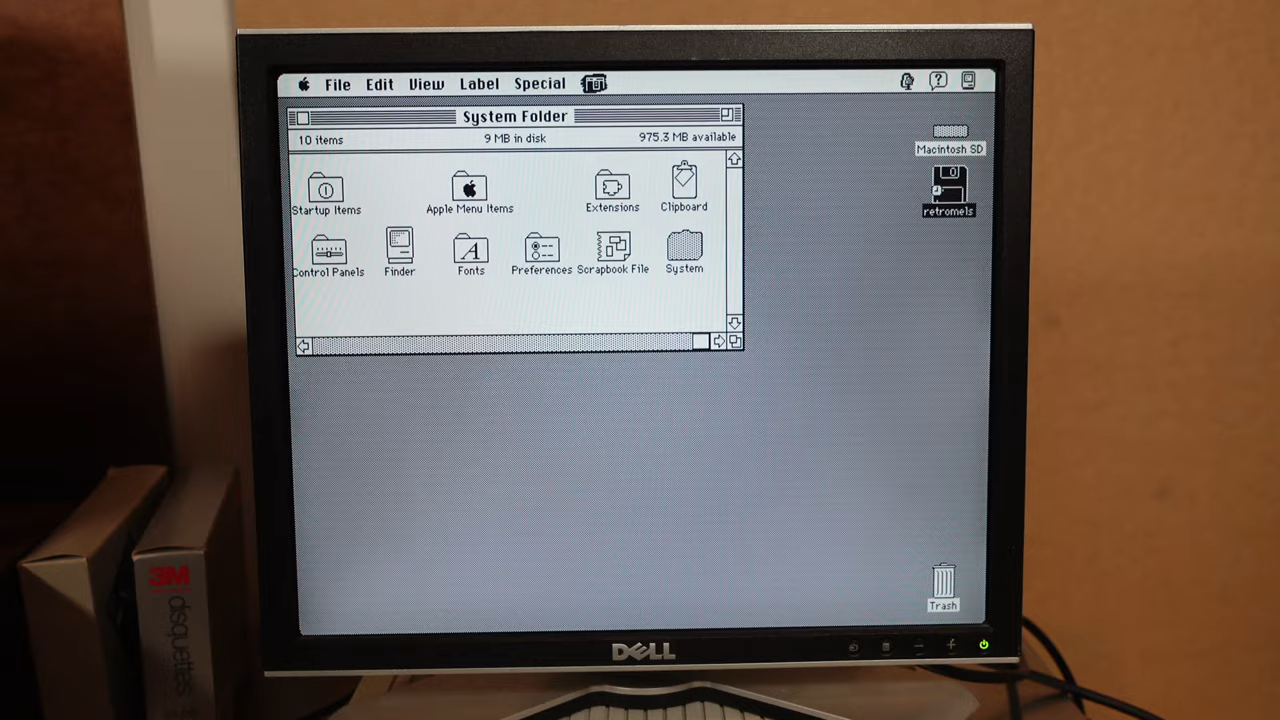 File Edit View Label Special
System Folder
10 items 9 MB in disk 975.3 MB available
Startup Items Apple Menu Items Extensions Clipboard
Control Panels Finder Fonts Preferences Scrapbook File System
Macintosh SD
retromels
Trash
DELL
3M
disquettes